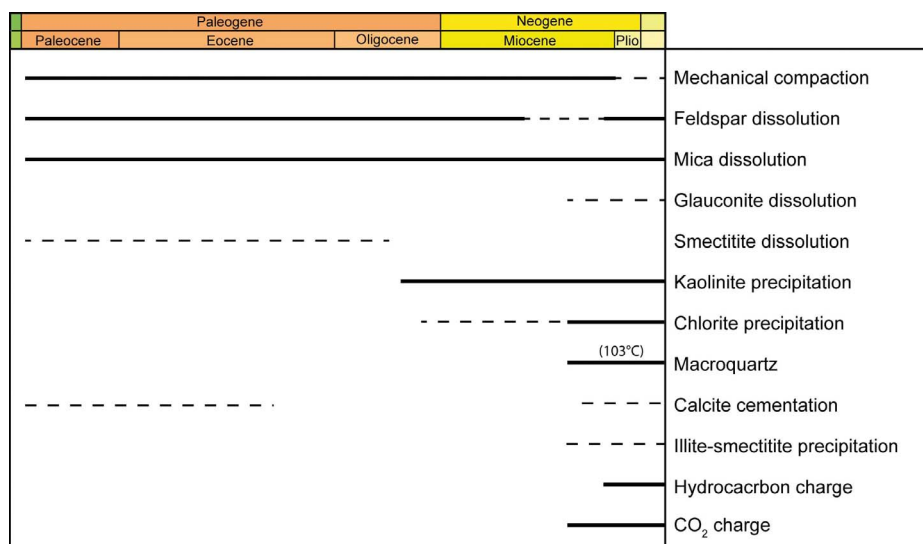 Paleogene Neogene
Paleocene Eocene Oligocene Miocene Plio
Mechanical compaction
Feldspar dissolution
Mica dissolution
Glauconite dissolution
Smectitite dissolution
Kaolinite precipitation
Chlorite precipitation
(103°C) Macroquartz
Calcite cementation
Illite-smectitite precipitation
Hydrocacrbon charge
CO₂ charge